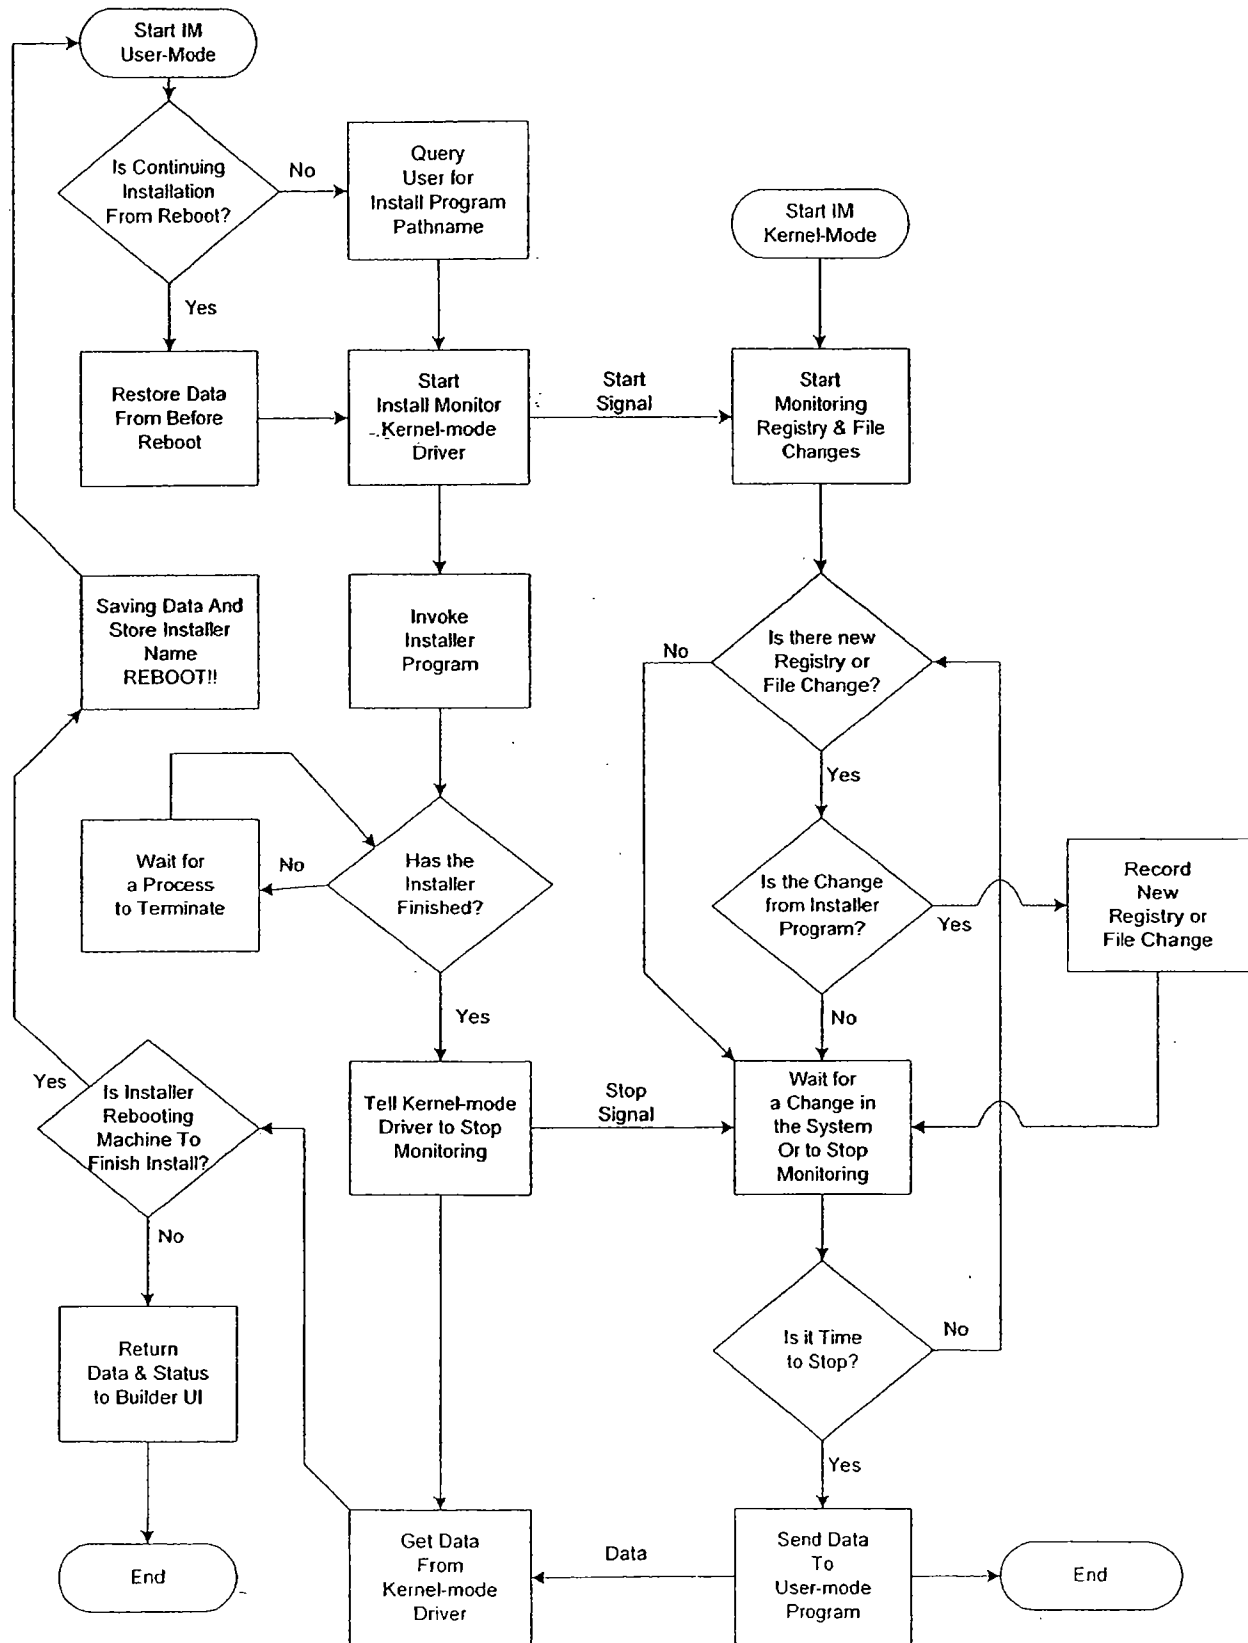 Start IM
User-Mode
Is Continuing
Installation
From Reboot?
No
Query
User for
Install Program
Pathname
Start IM
Kernel-Mode
Yes
Restore Data
From Before
Reboot
Start
Install Monitor
Kernel-mode
Driver
Start
Signal
Start
Monitoring
Registry & File
Changes
Saving Data And
Store Installer
Name
REBOOT!!
Invoke
Installer
Program
No
Is there new
Registry or
File Change?
Yes
Wait for
a Process
to Terminate
No
Has the
Installer
Finished?
Is the Change
from Installer
Program?
Yes
Record
New
Registry or
File Change
Yes
No
Yes
Is Installer
Rebooting
Machine To
Finish Install?
Tell Kernel-mode
Driver to Stop
Monitoring
Stop
Signal
Wait for
a Change in
the System
Or to Stop
Monitoring
No
Return
Data & Status
to Builder UI
Is it Time
to Stop?
No
Yes
End
Get Data
From
Kernel-mode
Driver
Data
Send Data
To
User-mode
Program
End